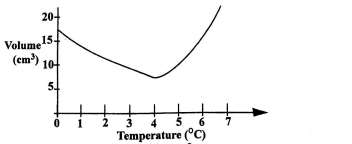 20
Volume 15
(cm³) 10
5
0 1 2 3 4 5 6 7
Temperature (°C)